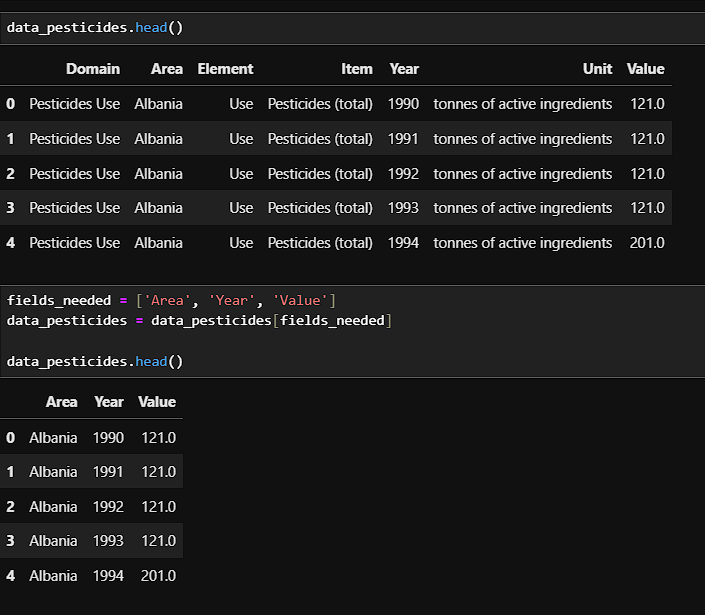 data_pesticides.head()
Domain Area Element Item Year Unit Value
0 Pesticides Use Albania Use Pesticides (total) 1990 tonnes of active ingredients 121.0
1 Pesticides Use Albania Use Pesticides (total) 1991 tonnes of active ingredients 121.0
2 Pesticides Use Albania Use Pesticides (total) 1992 tonnes of active ingredients 121.0
3 Pesticides Use Albania Use Pesticides (total) 1993 tonnes of active ingredients 121.0
4 Pesticides Use Albania Use Pesticides (total) 1994 tonnes of active ingredients 201.0
fields_needed = ['Area', 'Year', 'Value']
data_pesticides = data_pesticides[fields_needed]
data_pesticides.head()
Area Year Value
0 Albania 1990 121.0
1 Albania 1991 121.0
2 Albania 1992 121.0
3 Albania 1993 121.0
4 Albania 1994 201.0